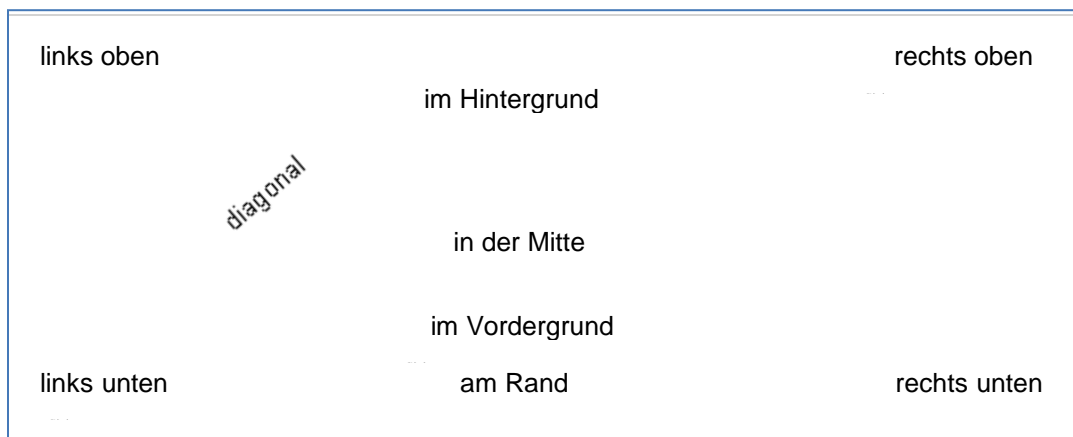 links oben rechts oben
im Hintergrund
diagonal
in der Mitte
im Vordergrund
links unten am Rand rechts unten